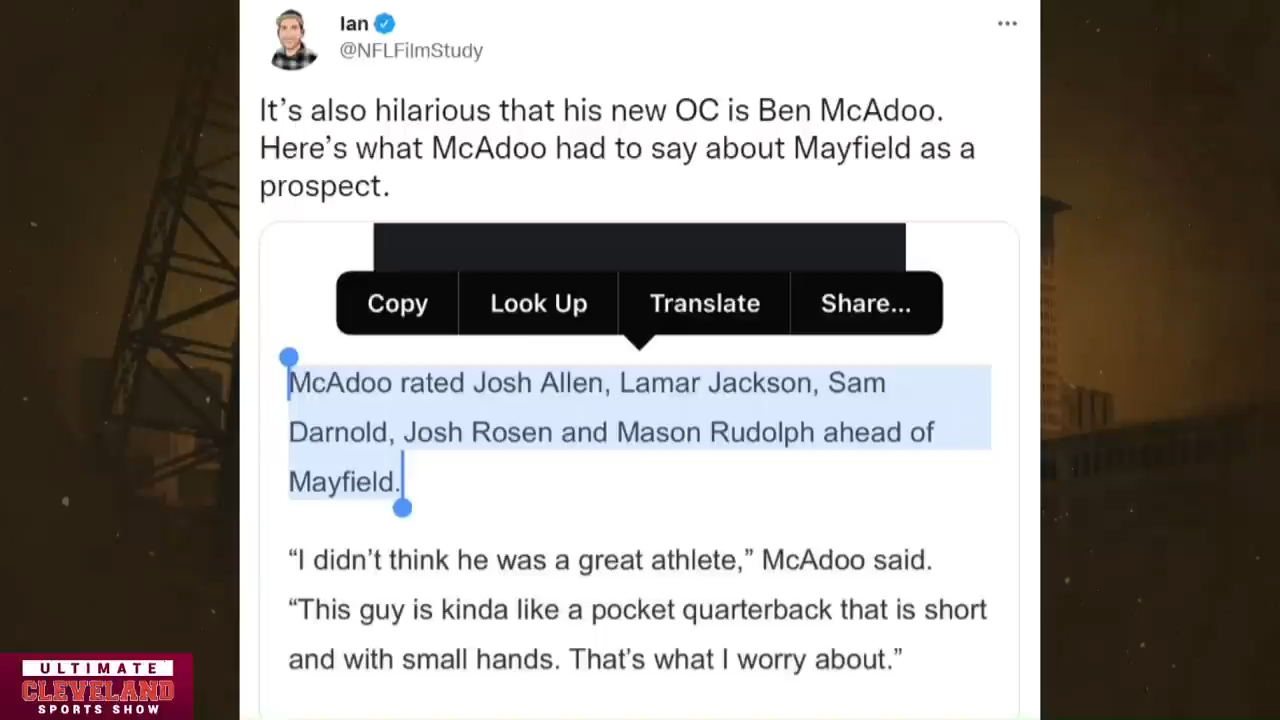 Ian
@NFLFilmStudy
It's also hilarious that his new OC is Ben McAdoo.
Here's what McAdoo had to say about Mayfield as a
prospect.
Copy Look Up Translate Share...
McAdoo rated Josh Allen, Lamar Jackson, Sam
Darnold, Josh Rosen and Mason Rudolph ahead of
Mayfield.
“I didn’t think he was a great athlete,” McAdoo said.
“This guy is kinda like a pocket quarterback that is short
and with small hands. That’s what I worry about.”
ULTIMATE
CLEVELAND
SPORTS SHOW